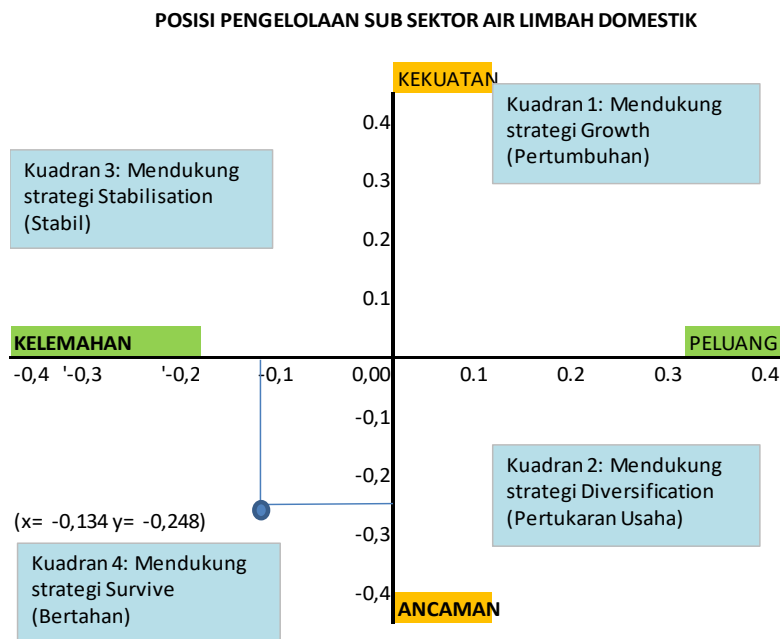 POSISI PENGELOLAAN SUB SEKTOR AIR LIMBAH DOMESTIK
KEKUATAN
Kuadran 1: Mendukung
strategi Growth
(Pertumbuhan)
0.4
Kuadran 3: Mendukung
strategi Stabilisation
(Stabil)
0.3
0.2
0.1
KELEMAHAN
PELUANG
-0,4 '-0,3 '-0,2 -0,1 0,00 0.1 0.2 0.3 0.4
-0,1
-0,2
Kuadran 2: Mendukung
strategi Diversification
(Pertukaran Usaha)
(x= -0,134 y= -0,248)
-0,3
Kuadran 4: Mendukung
strategi Survive
(Bertahan)
-0,4
ANCAMAN